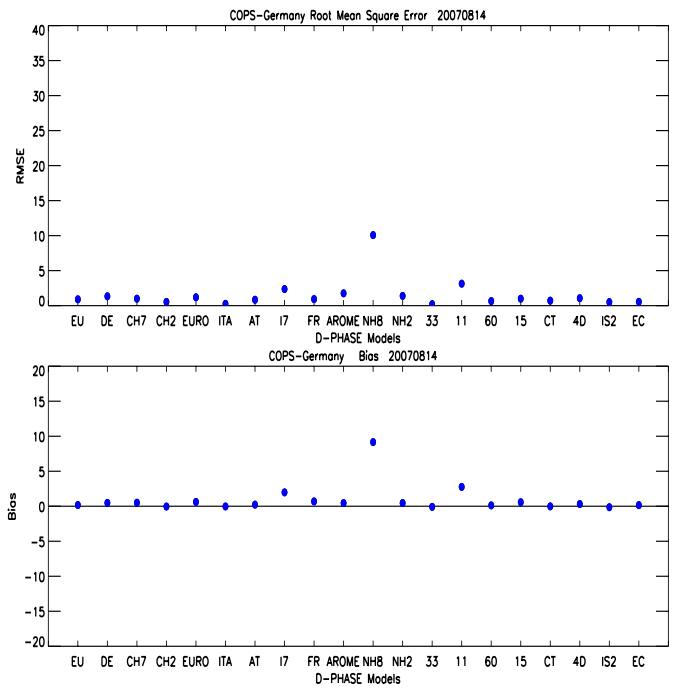 COPS-Germany Root Mean Square Error 20070814
40
35
30
25
20
15
10
5
0
RMSE
EU DE CH7 CH2 EURO ITA AT I7 FR AROME NH8 NH2 33 11 60 15 CT 4D IS2 EC
D-PHASE Models
COPS-Germany Bias 20070814
20
15
10
5
0
-5
-10
-15
-20
Bias
EU DE CH7 CH2 EURO ITA AT I7 FR AROME NH8 NH2 33 11 60 15 CT 4D IS2 EC
D-PHASE Models